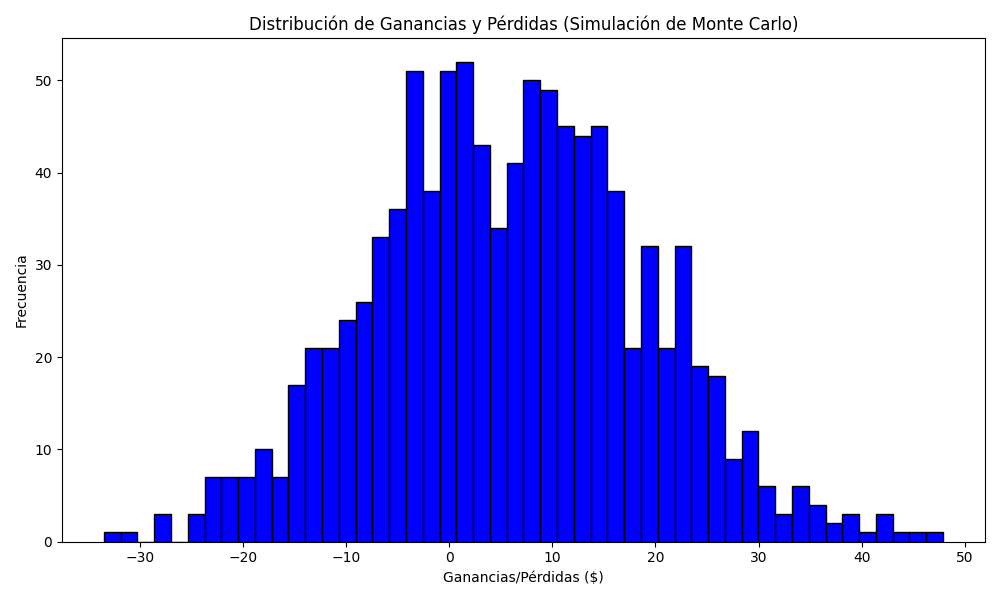 Distribución de Ganancias y Pérdidas (Simulación de Monte Carlo)
Frecuencia
50
40
30
20
10
0
−30 −20 −10 0 10 20 30 40 50
Ganancias/Pérdidas ($)